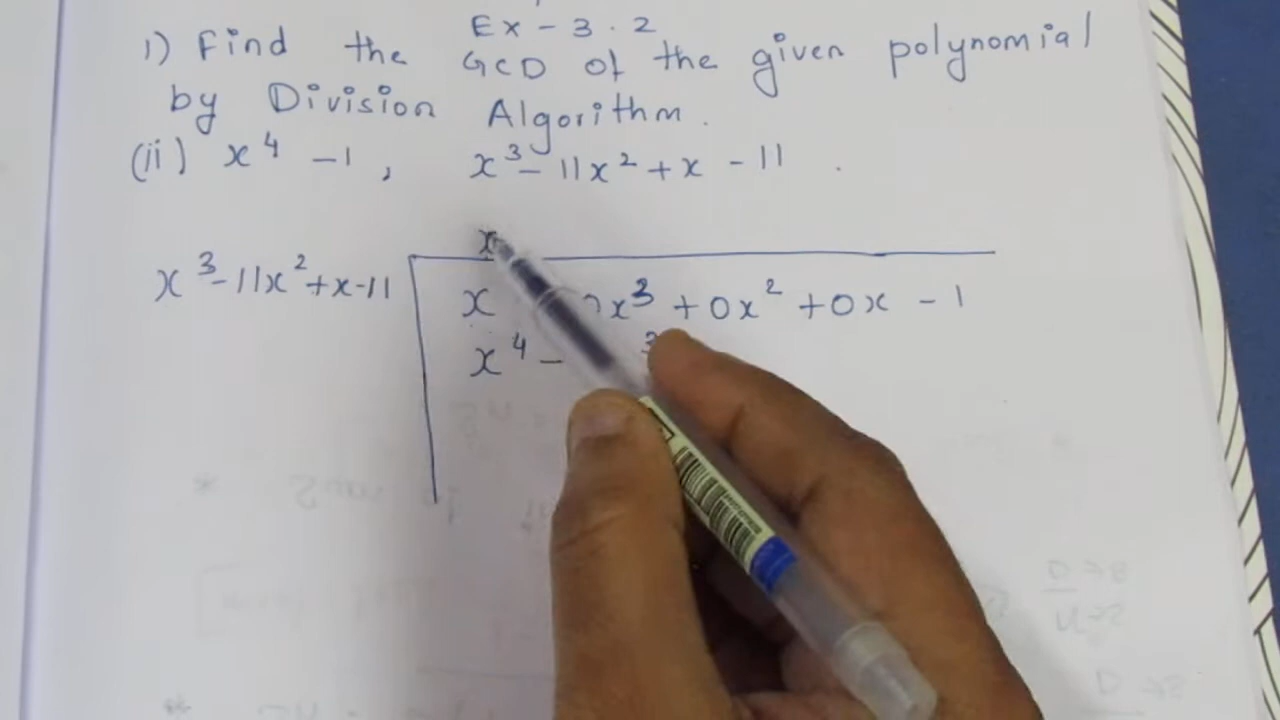 Ex - 3.2
1) Find the GCD of the given polynomial
by Division Algorithm.
(ii) x⁴ - 1, x³ - 11x² + x - 11.
x
x³ - 11x² + x - 11
x x³ + 0x² + 0x - 1
x⁴ -